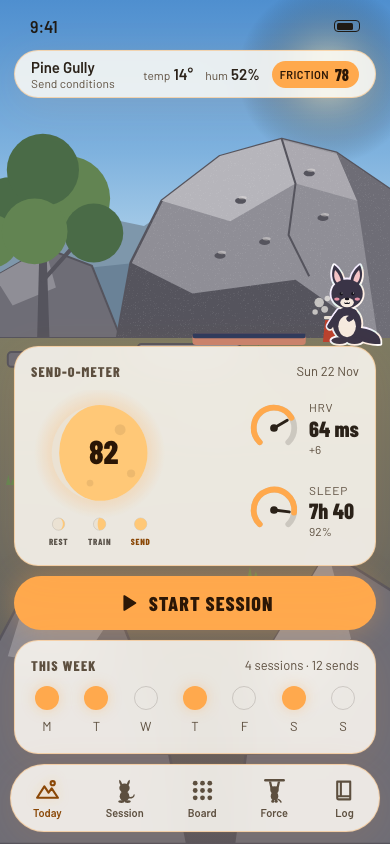 9:41
Pine Gully
Send conditions
temp 14° hum 52%
FRICTION 78
SEND-O-METER
Sun 22 Nov
82
REST TRAIN SEND
HRV
64 ms
+6
SLEEP
7h 40
92%
START SESSION
THIS WEEK
4 sessions · 12 sends
M T W T F S S
Today Session Board Force Log